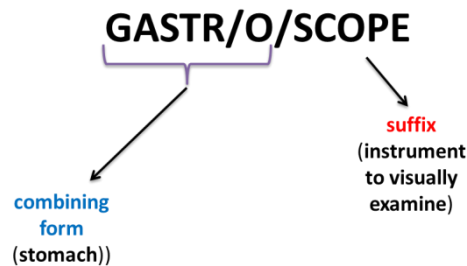 GASTR/O/SCOPE
suffix
(instrument
to visually
examine)
combining
form
(stomach))